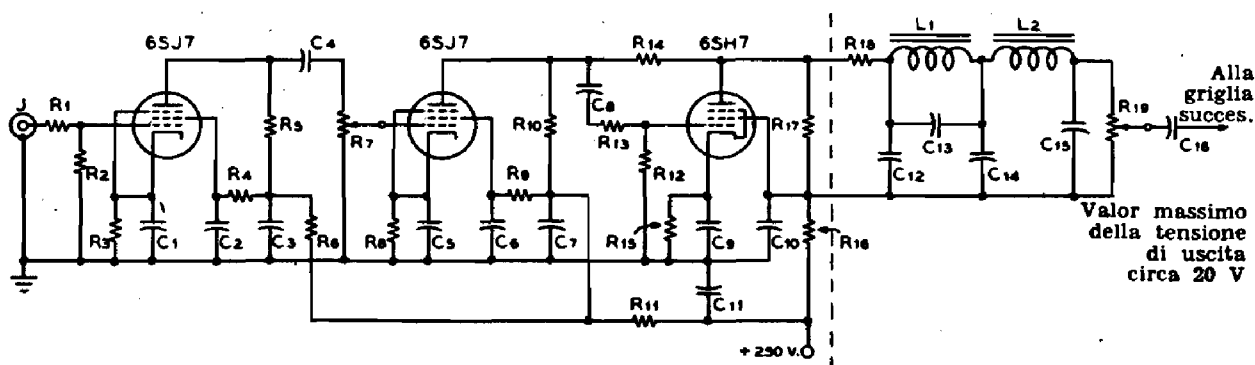 6SJ7
C4
6SJ7
R14
6SH7
R18
L1
L2
J
R1
R2
R3
C1
C2
R4
R5
C3
R6
R7
R8
C5
C6
R9
R10
C7
C8
R13
R12
R15
C9
C10
R17
R16
C11
R11
+ 250 V.
C12
C13
C14
C15
R19
C16
Alla
griglia
succes.
Valor massimo
della tensione
di uscita
circa 20 V